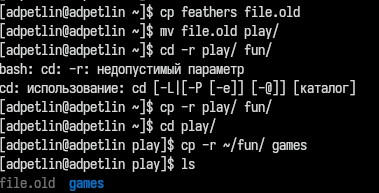 [adpetlin@adpetlin ~]$ cp feathers file.old
[adpetlin@adpetlin ~]$ mv file.old play/
[adpetlin@adpetlin ~]$ cd -r play/ fun/
bash: cd: -r: недопустимый параметр
cd: использование: cd [-L|[-P [-e]] [-@]] [каталог]
[adpetlin@adpetlin ~]$ cp -r play/ fun/
[adpetlin@adpetlin ~]$ cd play/
[adpetlin@adpetlin play]$ cp -r ~/fun/ games
[adpetlin@adpetlin play]$ ls
file.old  games